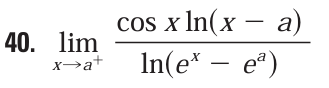 40. lim x→a⁺ cos x ln(x − a) / ln(eˣ − eᵃ)